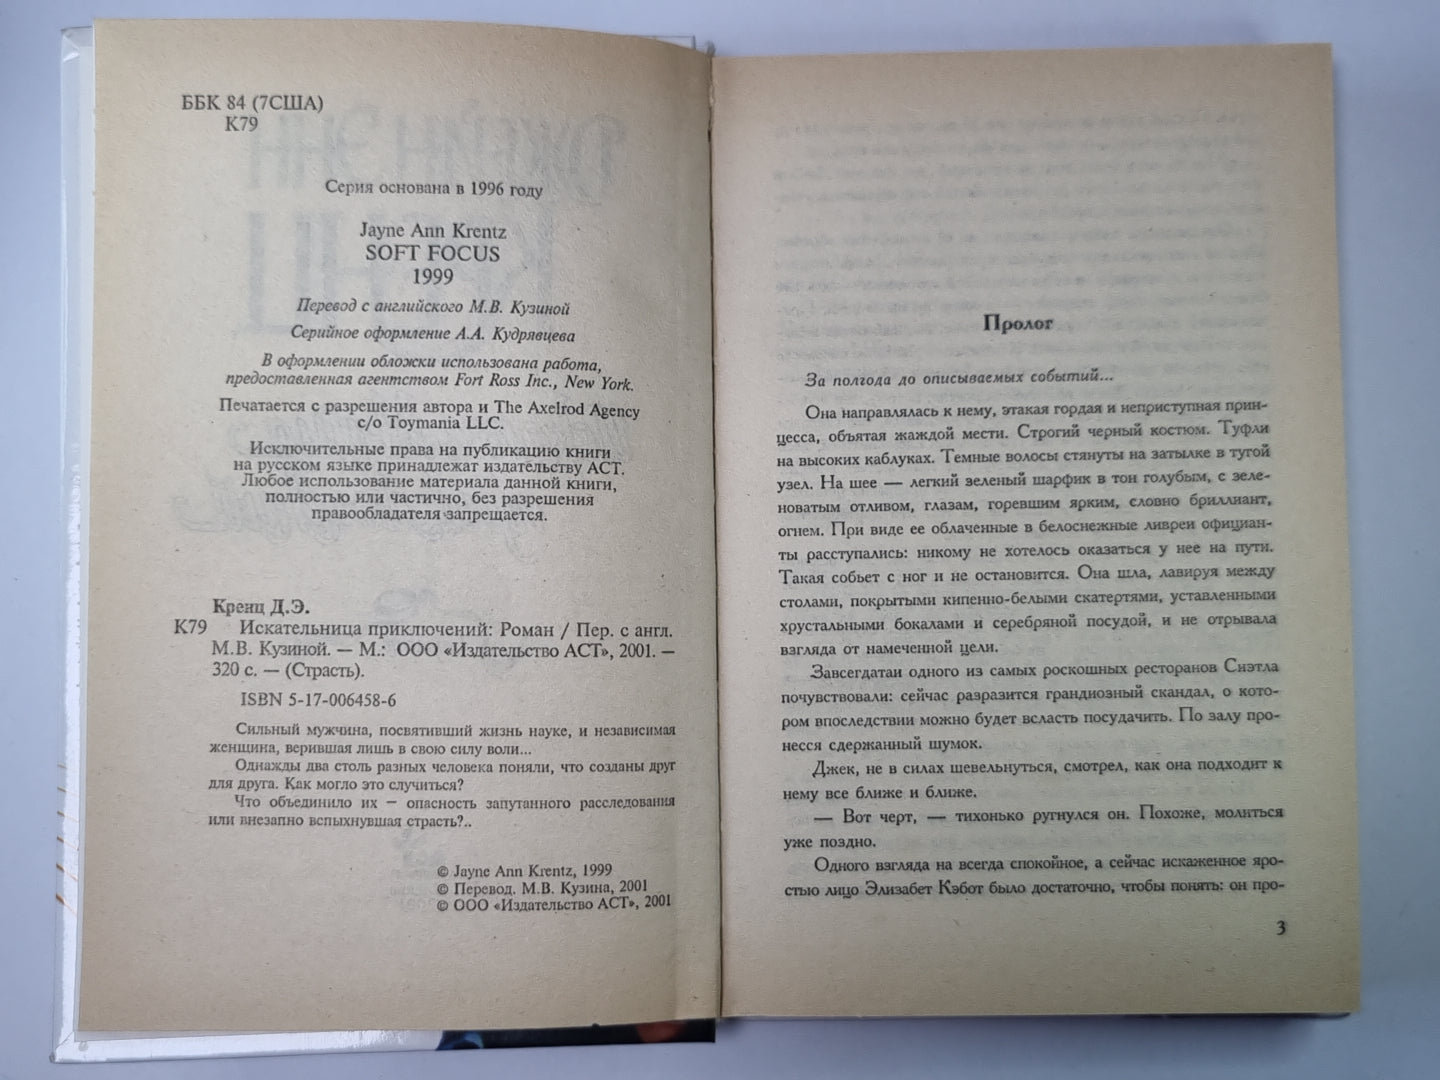 ББК 84 (7США)
К79
Серия основана в 1996 году
Jayne Ann Krentz
SOFT FOCUS
1999
Перевод с английского М.В. Кузиной
Серийное оформление А.А. Кудрявцева
В оформлении обложки использована работа,
предоставленная агентством Fort Ross Inc., New York.
Печатается с разрешения автора и The Axelrod Agency
c/o Toymania LLC.
Исключительные права на публикацию книги
на русском языке принадлежат издательству АСТ.
Любое использование материала данной книги,
полностью или частично, без разрешения
правообладателя запрещается.
Кренц Д.Э.
К79 Искательница приключений: Роман / Пер. с англ.
М.В. Кузиной. — М.: ООО «Издательство АСТ», 2001. —
320 с. — (Страсть).
ISBN 5-17-006458-6
Сильный мужчина, посвятивший жизнь науке, и независимая
женщина, верившая лишь в свою силу воли...
Однажды два столь разных человека поняли, что созданы друг
для друга. Как могло это случиться?
Что объединило их — опасность запутанного расследования
или внезапно вспыхнувшая страсть?..
© Jayne Ann Krentz, 1999
© Перевод. М.В. Кузина, 2001
© ООО «Издательство АСТ», 2001
Пролог
За полгода до описываемых событий...
Она направлялась к нему, этакая гордая и неприступная прин-
цесса, объятая жаждой мести. Строгий черный костюм. Туфли
на высоких каблуках. Темные волосы стянуты на затылке в тугой
узел. На шее — легкий зеленый шарфик в тон голубым, с зеле-
новатым отливом, глазам, горевшим ярким, словно бриллиант,
огнем. При виде ее облаченные в белоснежные ливреи официан-
ты расступались: никому не хотелось оказаться у нее на пути.
Такая собьет с ног и не остановится. Она шла, лавируя между
столами, покрытыми кипенно-белыми скатертями, уставленными
хрустальными бокалами и серебряной посудой, и не отрывала
взгляда от намеченной цели.
Завсегдатаи одного из самых роскошных ресторанов Сиэтла
почувствовали: сейчас разразится грандиозный скандал, о кото-
ром впоследствии можно будет всласть посудачить. По залу про-
несся сдержанный шумок.
Джек, не в силах шевельнуться, смотрел, как она подходит к
нему все ближе и ближе.
— Вот черт, — тихонько ругнулся он. Похоже, молиться
уже поздно.
Одного взгляда на всегда спокойное, а сейчас искаженное яро-
стью лицо Элизабет Кэбот было достаточно, чтобы понять: он про-
3